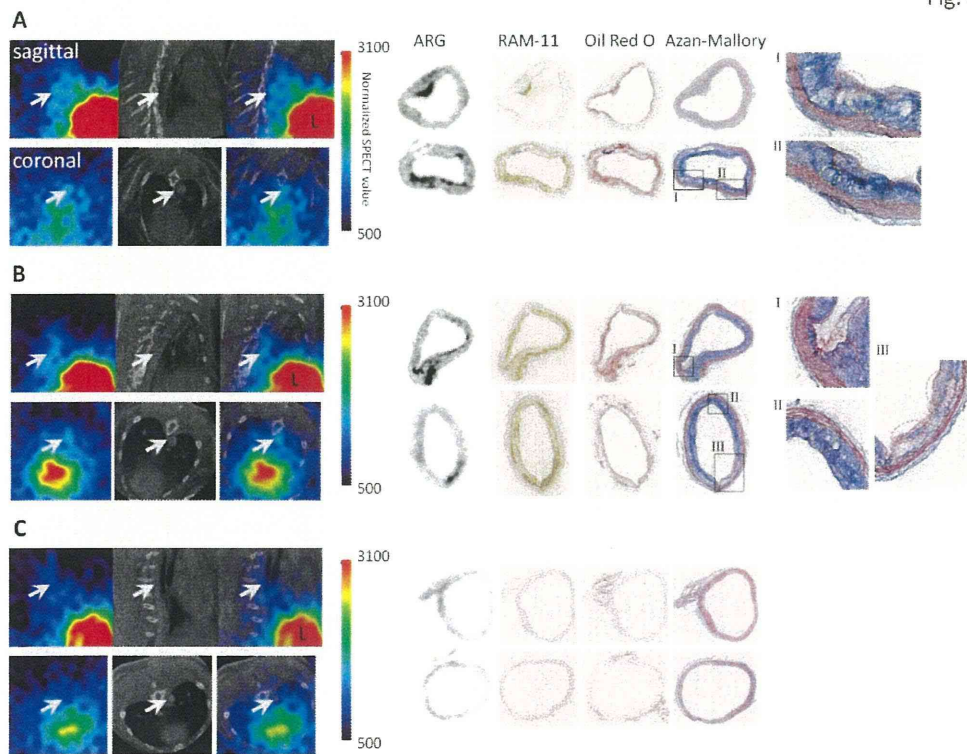 Fig.
A
sagittal
L
coronal
3100
Normalized SPECT value
500
ARG
RAM-11
Oil Red O
Azan-Mallory
I
II
I
II
B
L
3100
500
I
II
III
I
II
III
C
L
3100
500